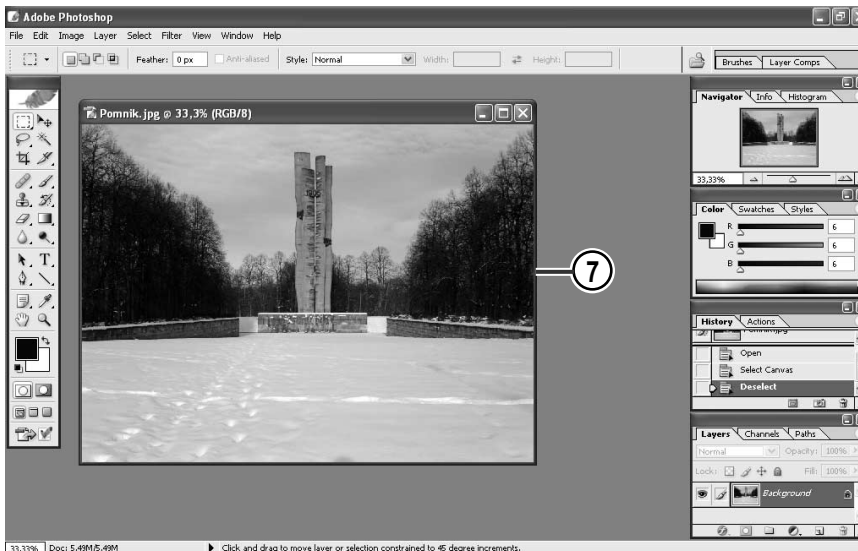 Adobe Photoshop
File Edit Image Layer Select Filter View Window Help
Feather: 0 px Anti-aliased Style: Normal Width: Height: Brushes Layer Comps
Pomnik.jpg @ 33,3% (RGB/8)
7
Navigator Info Histogram
33,33%
Color Swatches Styles
R 6
G 6
B 6
History Actions
Pomnik.jpg
Open
Select Canvas
Deselect
Layers Channels Paths
Normal Opacity: 100%
Lock: Fill: 100%
Background
33,33% Doc: 5,49M/5,49M Click and drag to move layer or selection constrained to 45 degree increments.